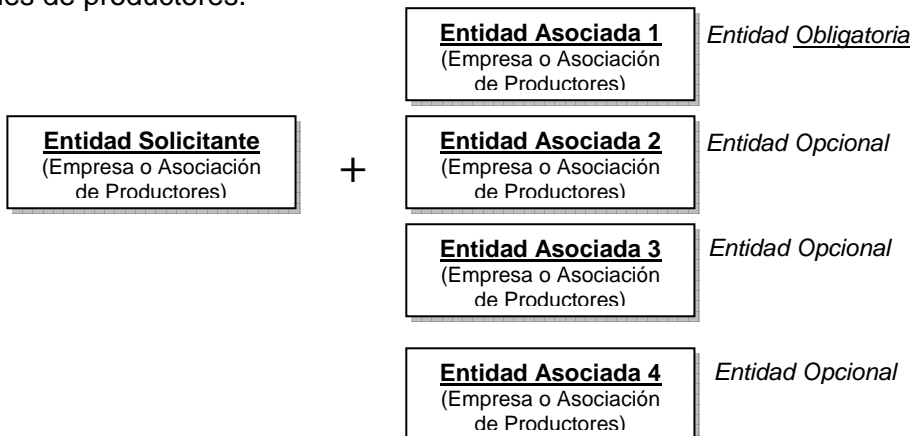 es de productores.
Entidad Asociada 1
(Empresa o Asociación
de Productores)
Entidad Obligatoria
Entidad Solicitante
(Empresa o Asociación
de Productores)
+
Entidad Asociada 2
(Empresa o Asociación
de Productores)
Entidad Opcional
Entidad Asociada 3
(Empresa o Asociación
de Productores)
Entidad Opcional
Entidad Asociada 4
(Empresa o Asociación
de Productores)
Entidad Opcional